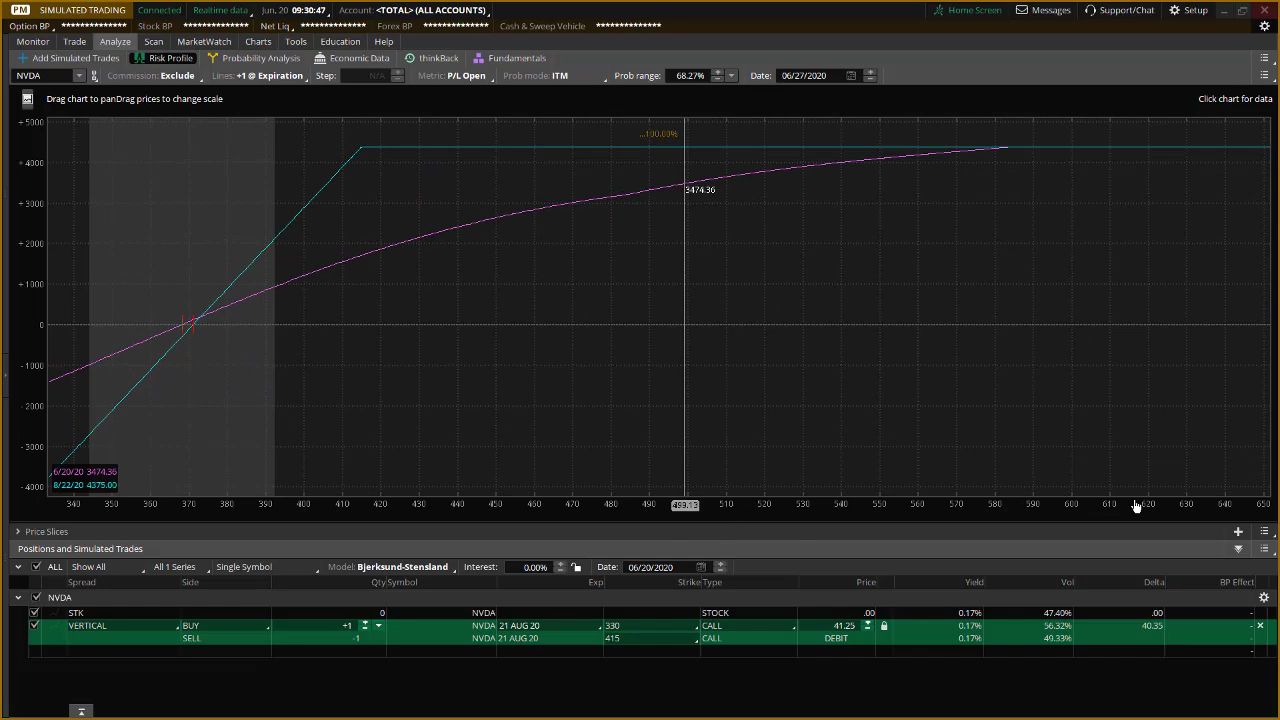 PM SIMULATED TRADING Connected Realtime data Jun, 20 09:30:47 Account: <TOTAL> (ALL ACCOUNTS) Home Screen Messages Support/Chat Setup
Option BP ************** Stock BP ************** Net Liq ************** Forex BP ************** Cash & Sweep Vehicle **************
Monitor Trade Analyze Scan MarketWatch Charts Tools Education Help
Add Simulated Trades Risk Profile Probability Analysis Economic Data thinkBack Fundamentals
NVDA Commission: Exclude Lines: +1 @ Expiration Step: N/A Metric: P/L Open Prob mode: ITM Prob range: 68.27% Date: 06/27/2020
Drag chart to panDrag prices to change scale Click chart for data
+5000
...100.00%
+4000
3474.36
+3000
+2000
+1000
0
-1000
-2000
-3000
6/20/20 3474.36
8/22/20 4375.00
-4000
340 350 360 370 380 390 400 410 420 430 440 450 460 470 480 490 499.13 510 520 530 540 550 560 570 580 590 600 610 620 630 640 650
Price Slices
Positions and Simulated Trades
ALL Show All All 1 Series Single Symbol Model: Bjerksund-Stensland Interest: 0.00% Date: 06/20/2020
Spread Side Qty Symbol Exp Strike Type Price Yield Vol Delta BP Effect
NVDA
STK 0 NVDA STOCK .00 0.17% 47.40% .00 -
VERTICAL BUY +1 NVDA 21 AUG 20 330 CALL 41.25 0.17% 56.32% 40.35 -
SELL -1 NVDA 21 AUG 20 415 CALL DEBIT 0.17% 49.33%
-